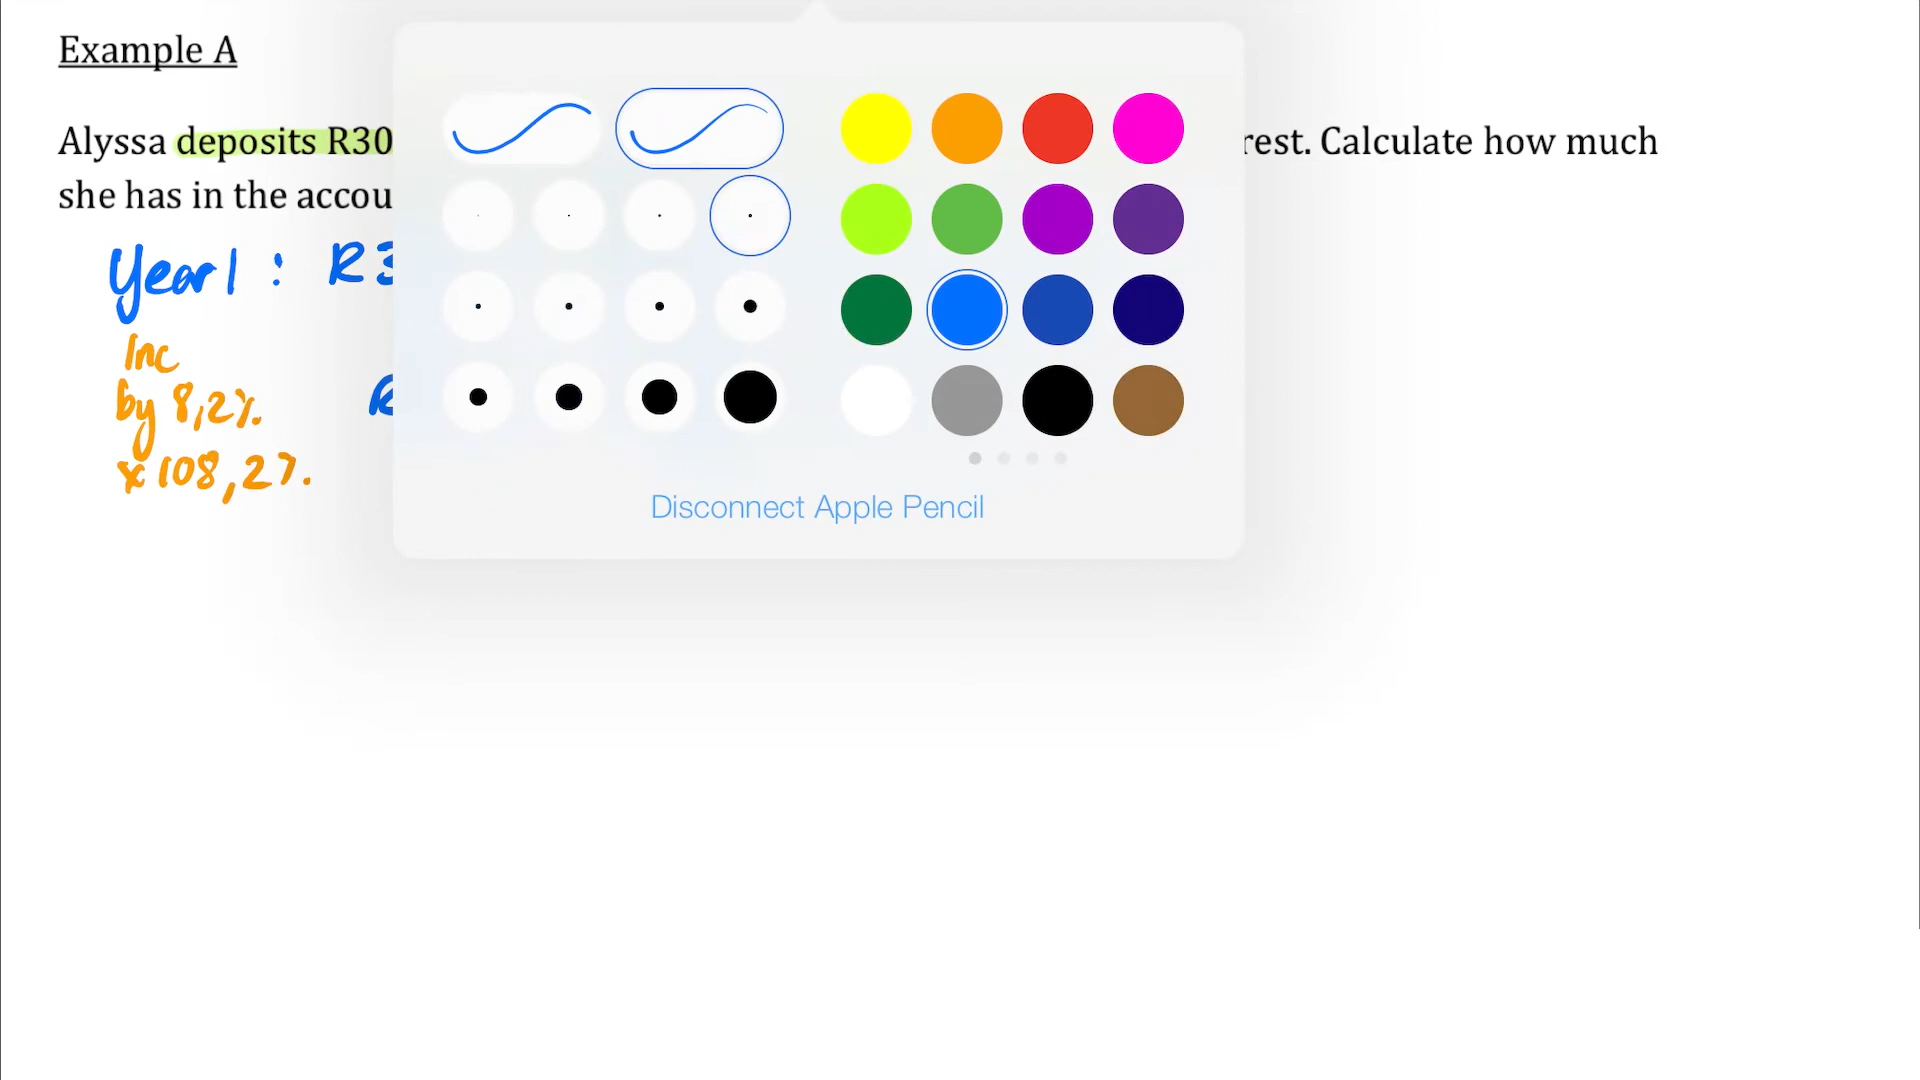 Example A
Alyssa deposits R30 rest. Calculate how much
she has in the accou
Year 1 : R3
Inc
by 8,2%
R
x 108,2%.
Disconnect Apple Pencil